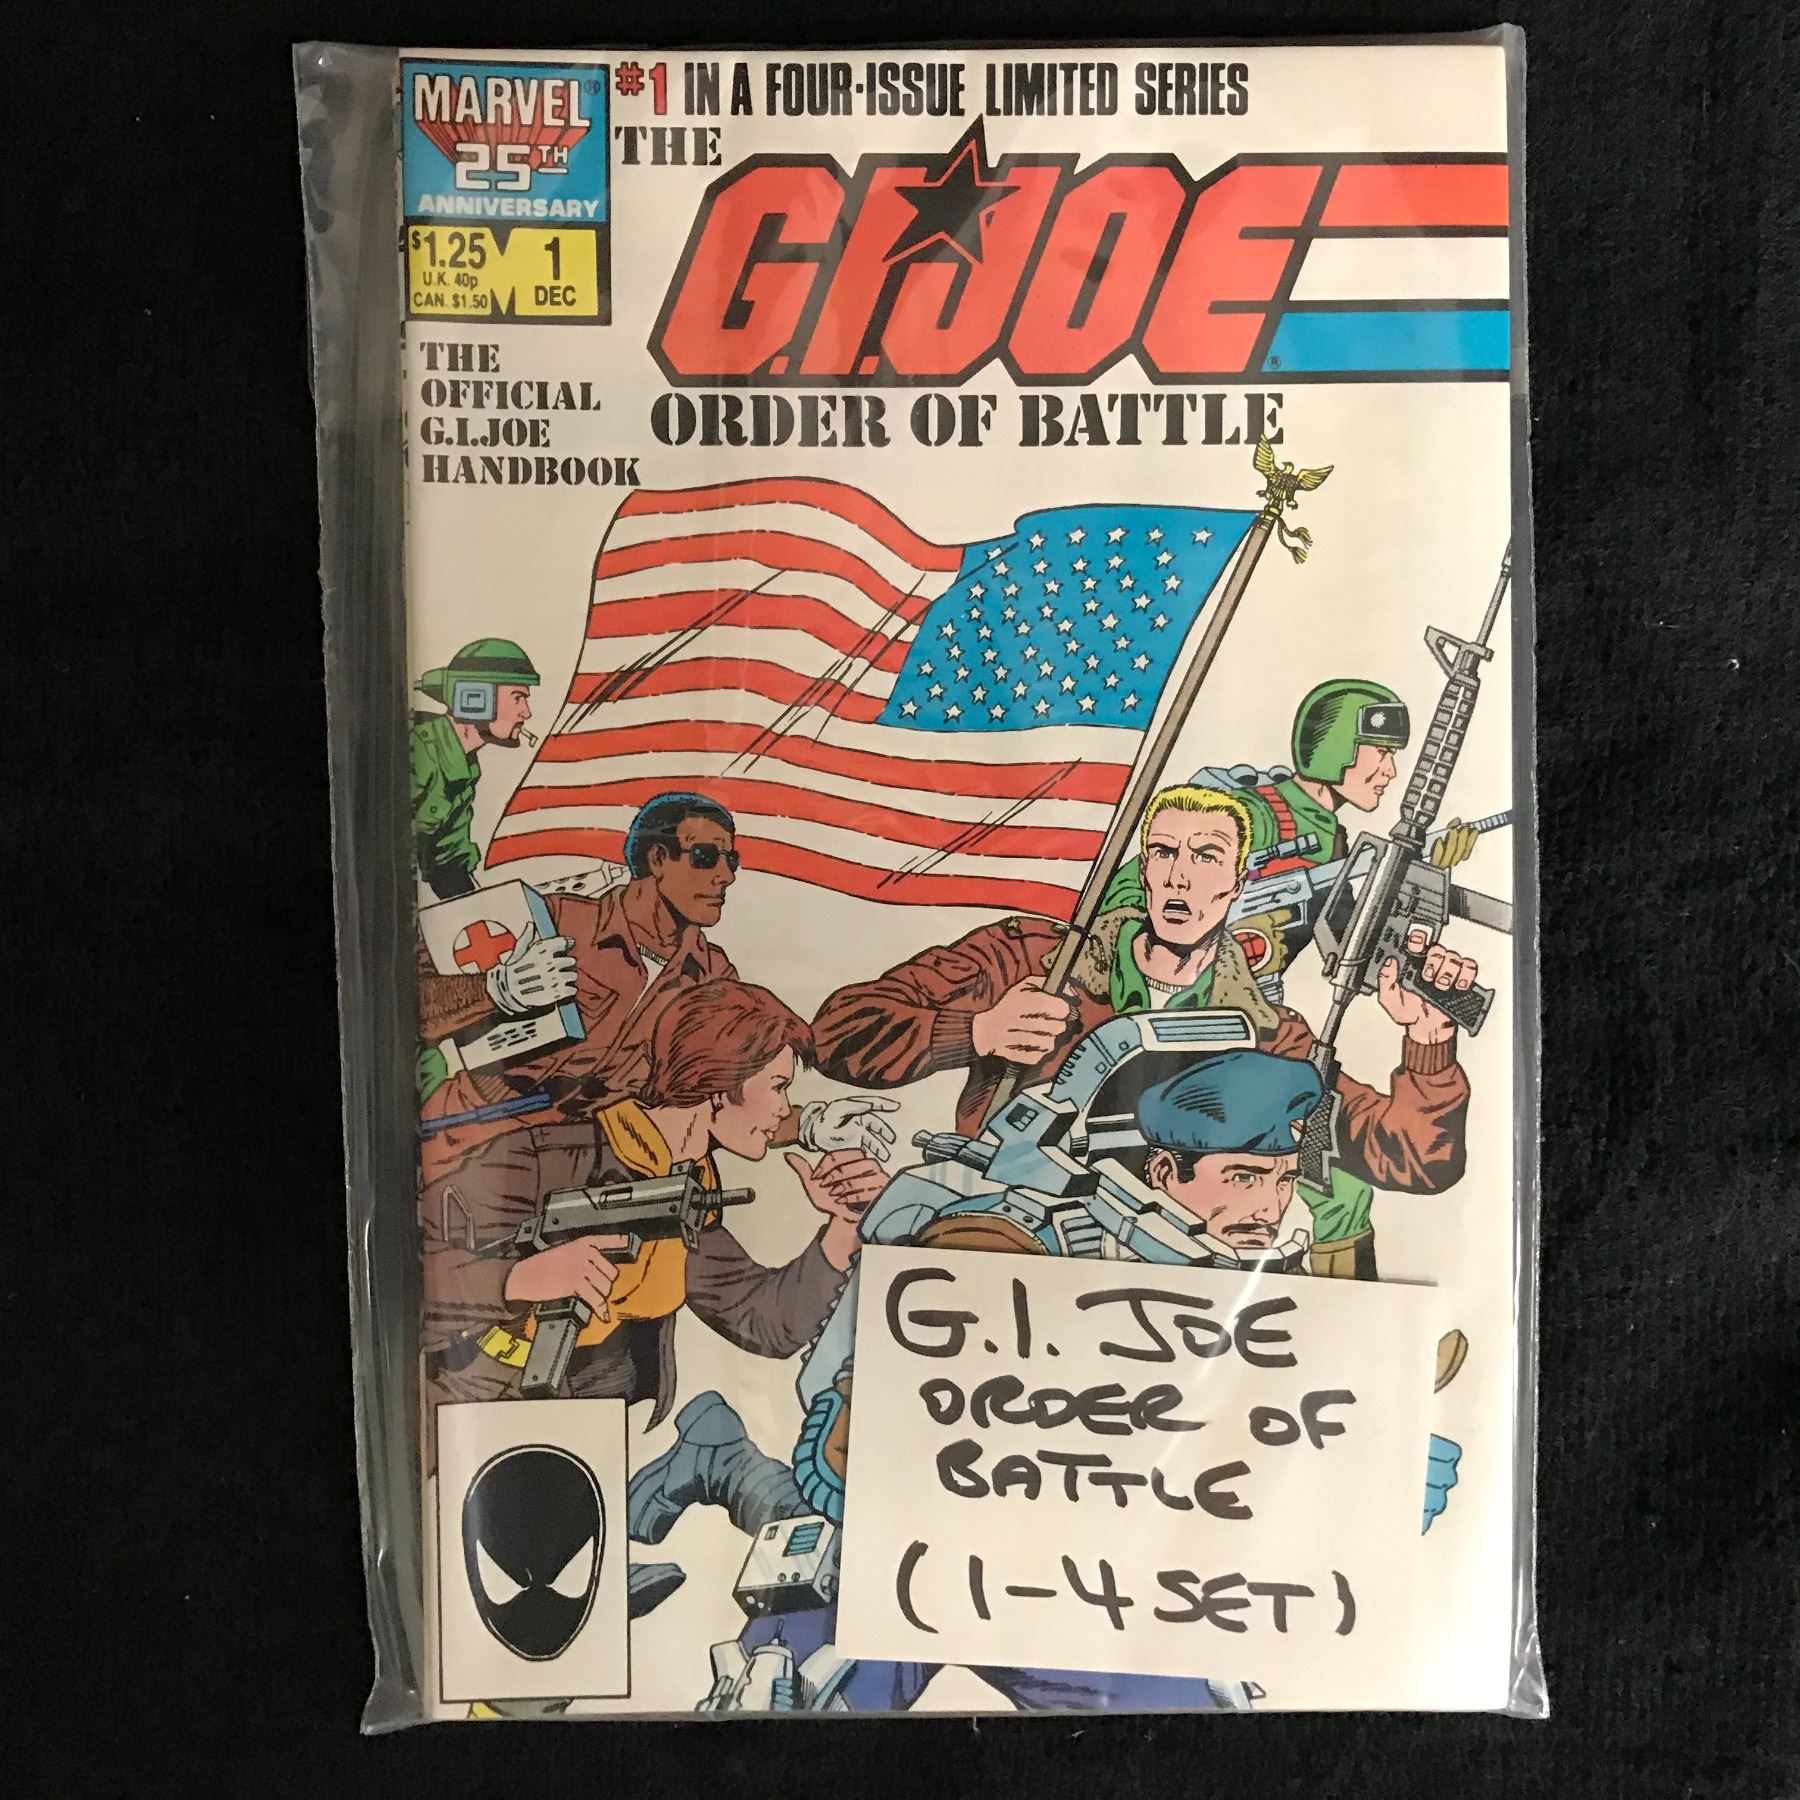 MARVEL®
25TH
ANNIVERSARY
$1.25
U.K. 40p
CAN. $1.50
1
DEC
#1 IN A FOUR-ISSUE LIMITED SERIES
THE
G.I. JOE®
ORDER OF BATTLE
THE
OFFICIAL
G.I.JOE
HANDBOOK
G.I. JOE
ORDER OF
BATTLE
(1-4 SET)